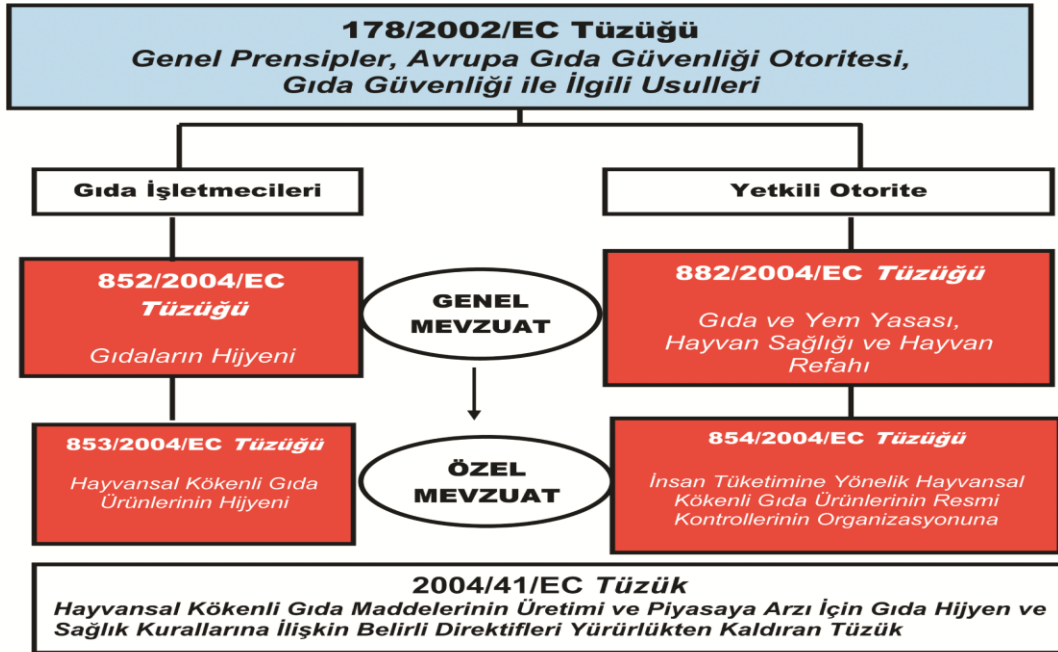 178/2002/EC Tüzüğü
Genel Prensipler, Avrupa Gıda Güvenliği Otoritesi,
Gıda Güvenliği ile İlgili Usulleri
Gıda İşletmecileri
Yetkili Otorite
852/2004/EC
Tüzüğü
Gıdaların Hijyeni
GENEL
MEVZUAT
882/2004/EC Tüzüğü
Gıda ve Yem Yasası,
Hayvan Sağlığı ve Hayvan
Refahı
853/2004/EC Tüzüğü
Hayvansal Kökenli Gıda
Ürünlerinin Hijyeni
ÖZEL
MEVZUAT
854/2004/EC Tüzüğü
İnsan Tüketimine Yönelik Hayvansal
Kökenli Gıda Ürünlerinin Resmi
Kontrollerinin Organizasyonuna
2004/41/EC Tüzük
Hayvansal Kökenli Gıda Maddelerinin Üretimi ve Piyasaya Arzı İçin Gıda Hijyen ve
Sağlık Kurallarına İlişkin Belirli Direktifleri Yürürlükten Kaldıran Tüzük